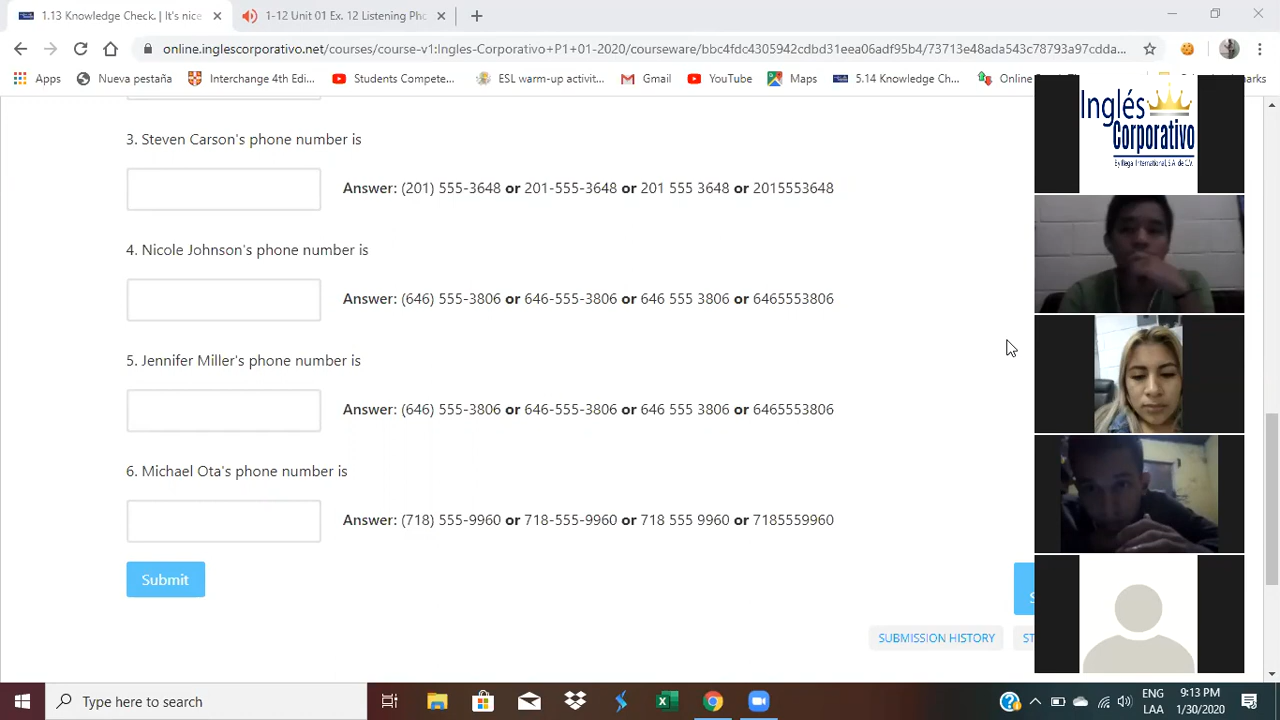 1.13 Knowledge Check. | It's nice
1-12 Unit 01 Ex. 12 Listening Pho
online.inglescorporativo.net/courses/course-v1:Ingles-Corporativo+P1+01-2020/courseware/bbc4fdc4305942cdbd31eea06adf95b4/73713e48ada543c78793a97cdda...
Apps
Nueva pestaña
Interchange 4th Edi...
Students Compete...
ESL warm-up activit...
Gmail
YouTube
Maps
5.14 Knowledge Ch...
3. Steven Carson's phone number is
Answer: (201) 555-3648 or 201-555-3648 or 201 555 3648 or 2015553648
4. Nicole Johnson's phone number is
Answer: (646) 555-3806 or 646-555-3806 or 646 555 3806 or 6465553806
5. Jennifer Miller's phone number is
Answer: (646) 555-3806 or 646-555-3806 or 646 555 3806 or 6465553806
6. Michael Ota's phone number is
Answer: (718) 555-9960 or 718-555-9960 or 718 555 9960 or 7185559960
Submit
SUBMISSION HISTORY
ST
Inglés
Corporativo
Type here to search
ENG
LAA
9:13 PM
1/30/2020